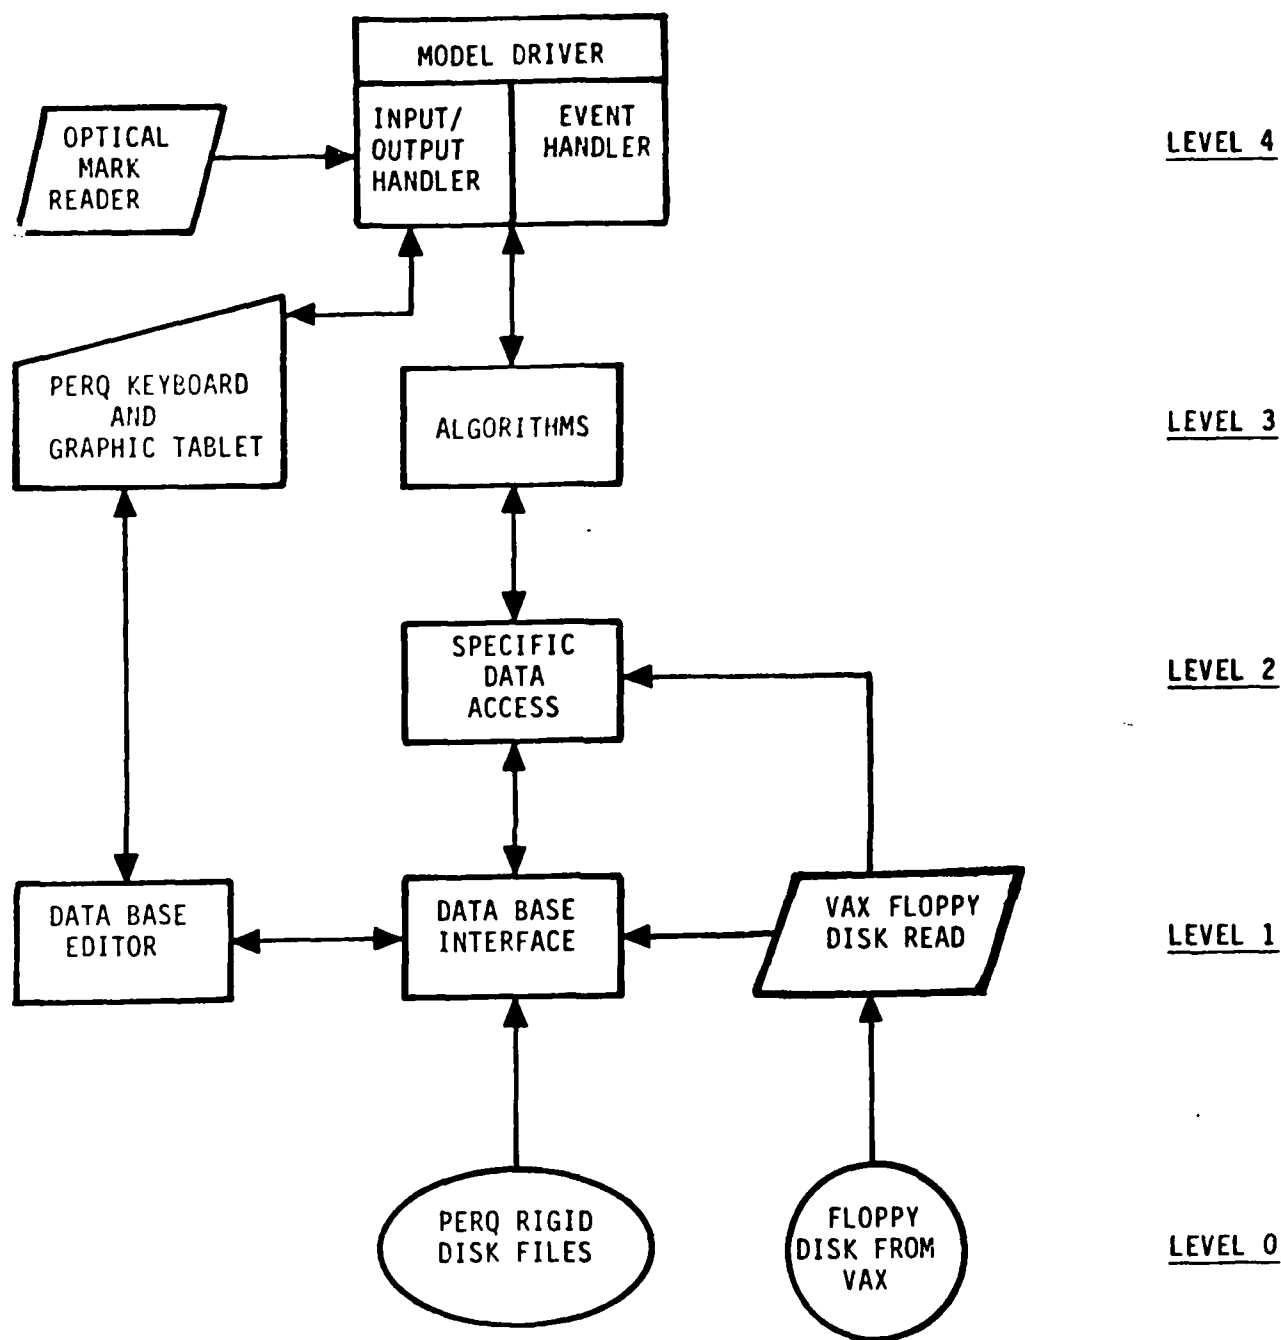 MODEL DRIVER
INPUT/
OUTPUT
HANDLER
EVENT
HANDLER
OPTICAL
MARK
READER
LEVEL 4
PERQ KEYBOARD
AND
GRAPHIC TABLET
ALGORITHMS
LEVEL 3
SPECIFIC
DATA
ACCESS
LEVEL 2
DATA BASE
EDITOR
DATA BASE
INTERFACE
VAX FLOPPY
DISK READ
LEVEL 1
PERQ RIGID
DISK FILES
FLOPPY
DISK FROM
VAX
LEVEL 0